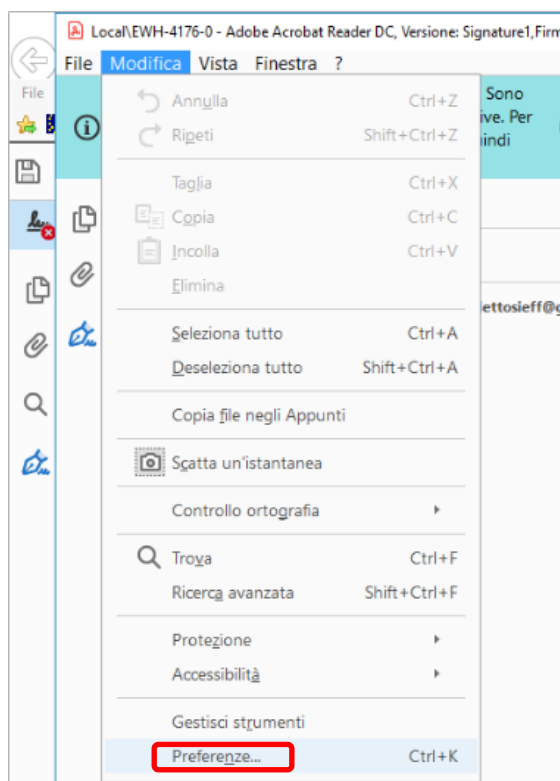 Local\EWH-4176-0 - Adobe Acrobat Reader DC, Versione: Signature1,Firm
File Modifica Vista Finestra ?
File
Sono
ive. Per
indi
Annulla Ctrl+Z
Ripeti Shift+Ctrl+Z
Taglia Ctrl+X
Copia Ctrl+C
Incolla Ctrl+V
Elimina
lettosieff@g
Seleziona tutto Ctrl+A
Deseleziona tutto Shift+Ctrl+A
Copia file negli Appunti
Scatta un'istantanea
Controllo ortografia
Trova Ctrl+F
Ricerca avanzata Shift+Ctrl+F
Protezione
Accessibilità
Gestisci strumenti
Preferenze... Ctrl+K